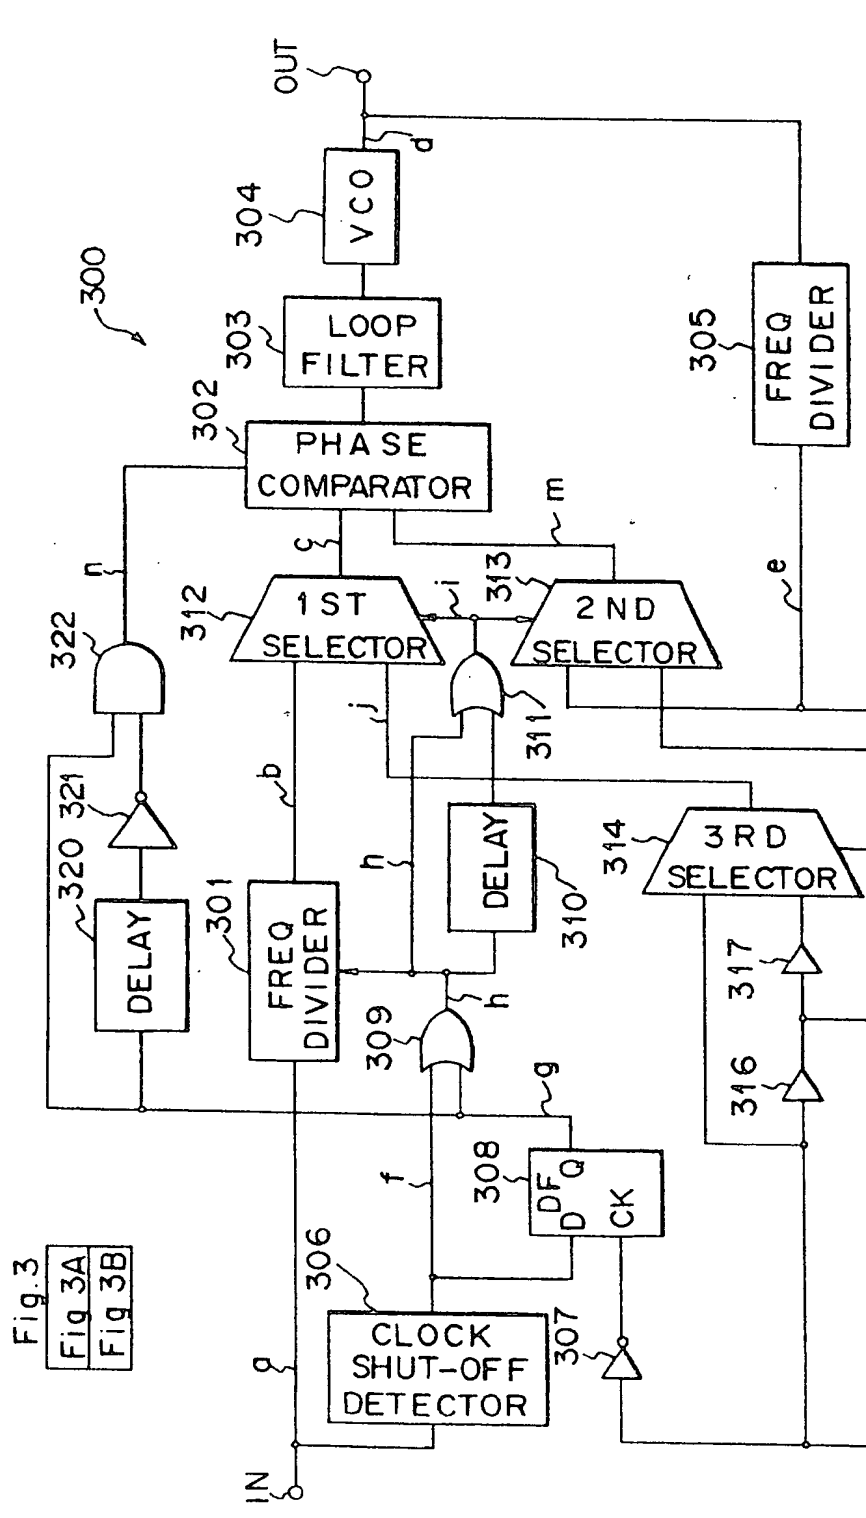 Fig. 3
Fig 3A
Fig 3B
300
IN
a
OUT
d
304
VCO
303
LOOP
FILTER
302
PHASE
COMPARATOR
n
322
321
320
DELAY
301
FREQ
DIVIDER
b
c
312
1ST
SELECTOR
i
j
m
313
2ND
SELECTOR
311
h
DELAY
310
h
309
f
g
306
CLOCK
SHUT-OFF
DETECTOR
308
DF
D Q
CK
307
305
FREQ
DIVIDER
e
314
3RD
SELECTOR
317
316